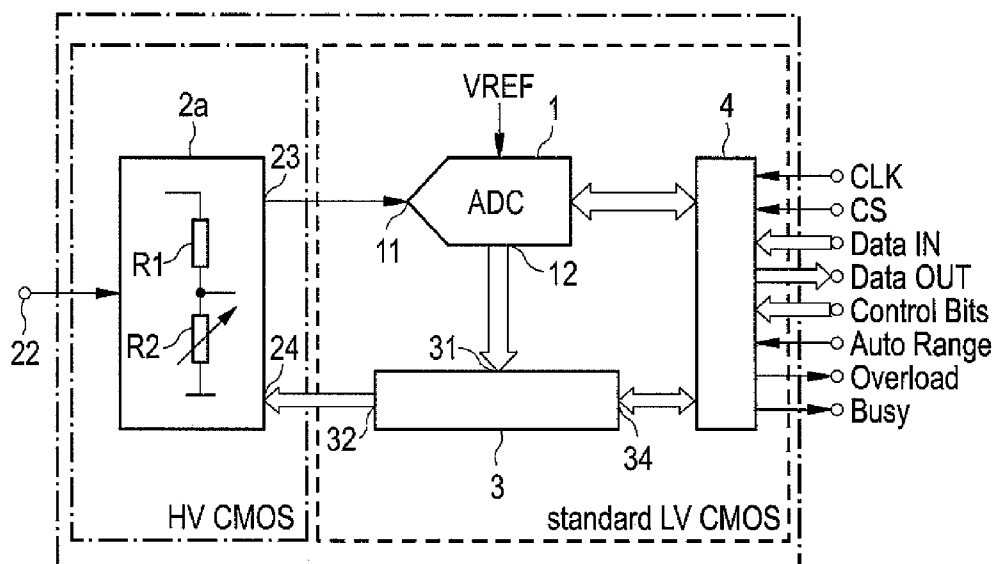 VREF
2a
1
4
23
CLK
ADC
CS
11
Data IN
R1
12
Data OUT
Control Bits
22
R2
24
31
Auto Range
Overload
Busy
32
34
3
HV CMOS
standard LV CMOS